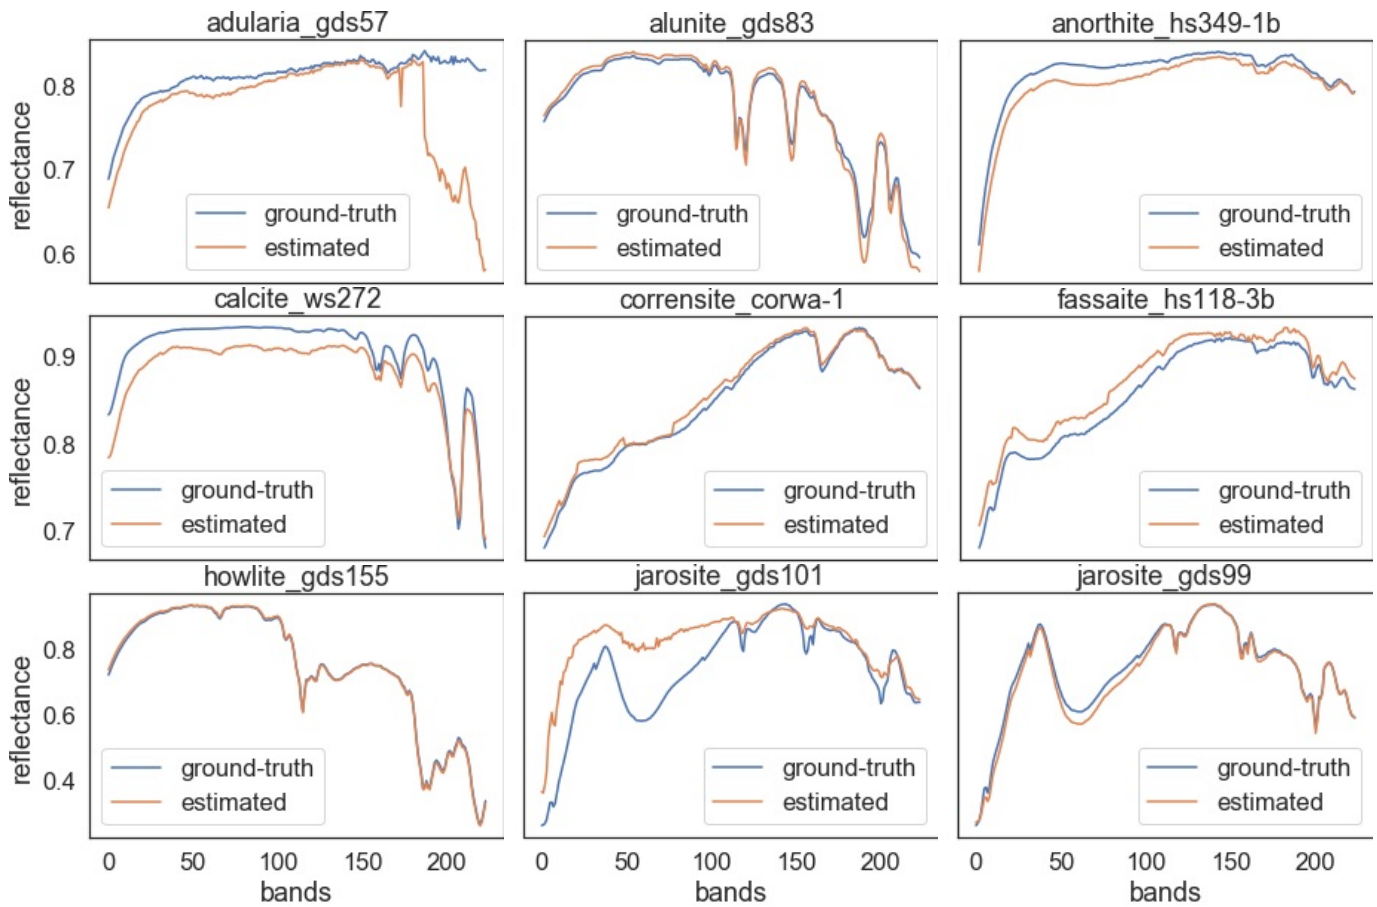 adularia_gds57
alunite_gds83
anorthite_hs349-1b
reflectance
0.8
0.7
0.6
ground-truth
estimated
ground-truth
estimated
ground-truth
estimated
calcite_ws272
corrensite_corwa-1
fassaite_hs118-3b
reflectance
0.9
0.8
0.7
ground-truth
estimated
ground-truth
estimated
ground-truth
estimated
howlite_gds155
jarosite_gds101
jarosite_gds99
reflectance
0.8
0.6
0.4
ground-truth
estimated
ground-truth
estimated
ground-truth
estimated
0 50 100 150 200
0 50 100 150 200
0 50 100 150 200
bands
bands
bands